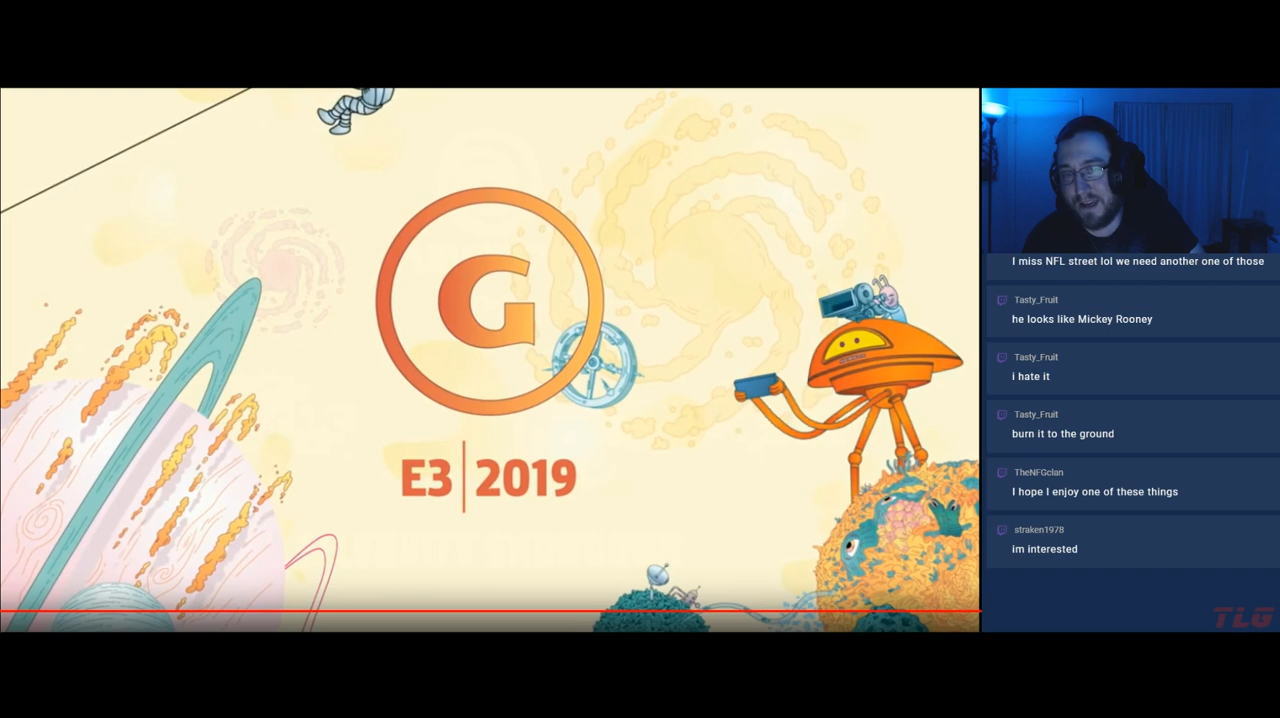 G
E3 | 2019
I miss NFL street lol we need another one of those
Tasty_Fruit
he looks like Mickey Rooney
Tasty_Fruit
i hate it
Tasty_Fruit
burn it to the ground
TheNFGclan
I hope I enjoy one of these things
straken1978
im interested
TLG